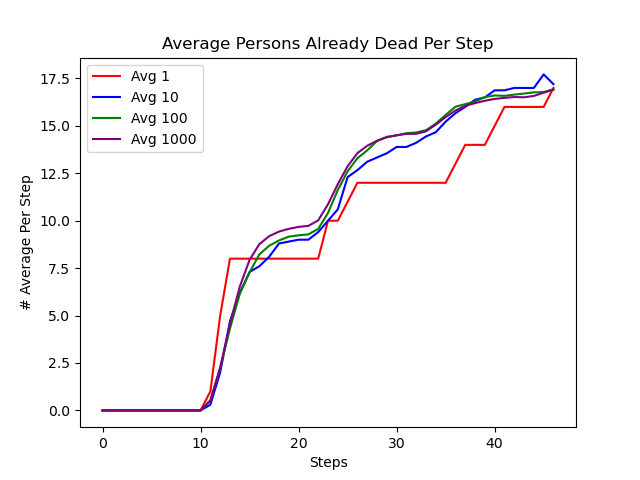 Average Persons Already Dead Per Step
Avg 1
Avg 10
Avg 100
Avg 1000
# Average Per Step
17.5
15.0
12.5
10.0
7.5
5.0
2.5
0.0
0 10 20 30 40
Steps